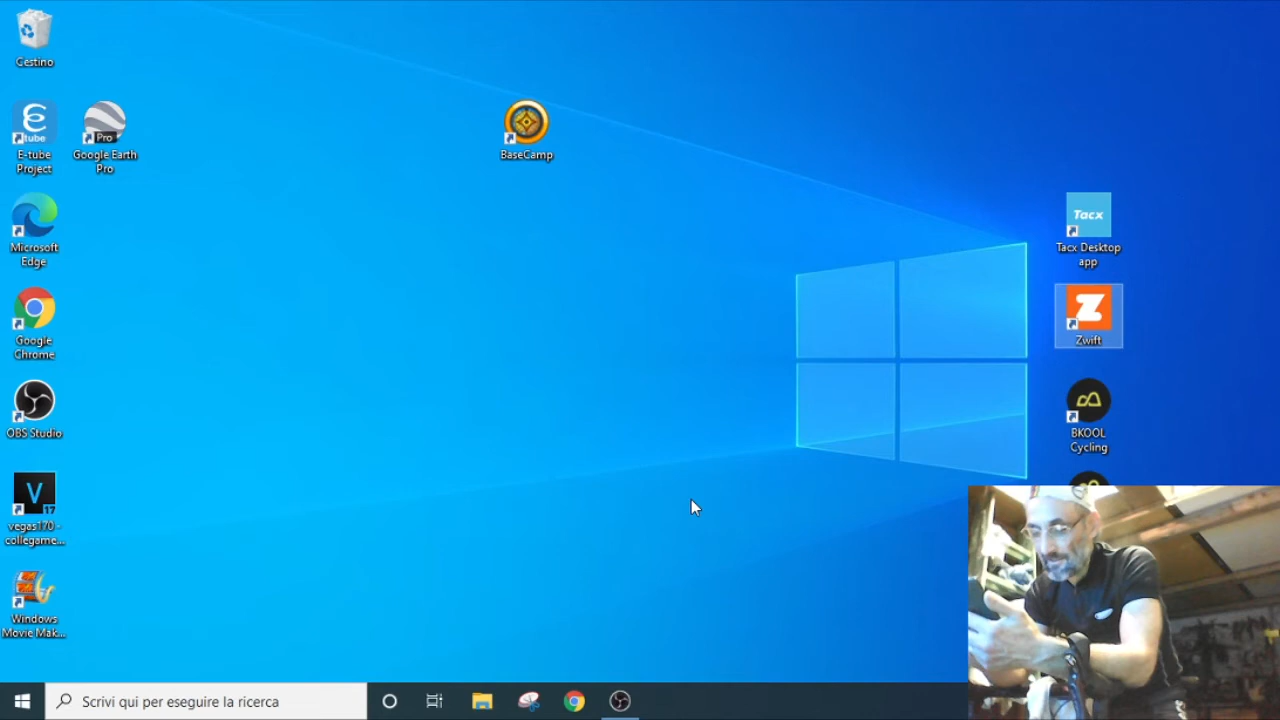 Cestino
E
tube
E-tube
Project
Pro
Google Earth
Pro
BaseCamp
Microsoft
Edge
Tacx
Tacx Desktop
app
Google
Chrome
Z
Zwift
OBS Studio
BKOOL
Cycling
V
17
vegas170 -
collegame...
Windows
Movie Mak...
Scrivi qui per eseguire la ricerca